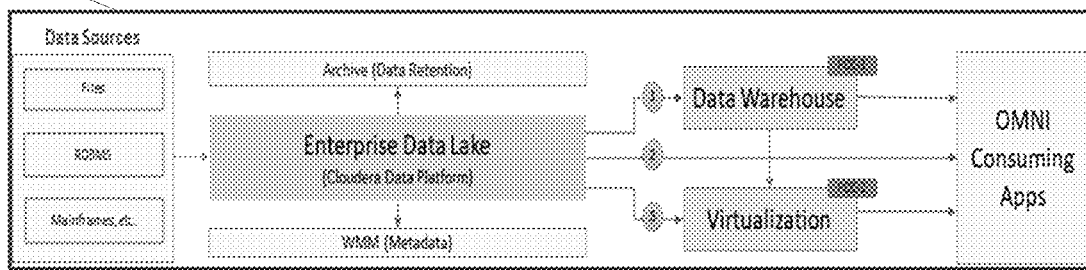 Data Sources
Files
RDBMS
Mainframes, etc.
Archive (Data Retention)
Enterprise Data Lake
(Cloudera Data Platform)
WMM (Metadata)
1
2
3
Data Warehouse
Virtualization
OMNI
Consuming
Apps